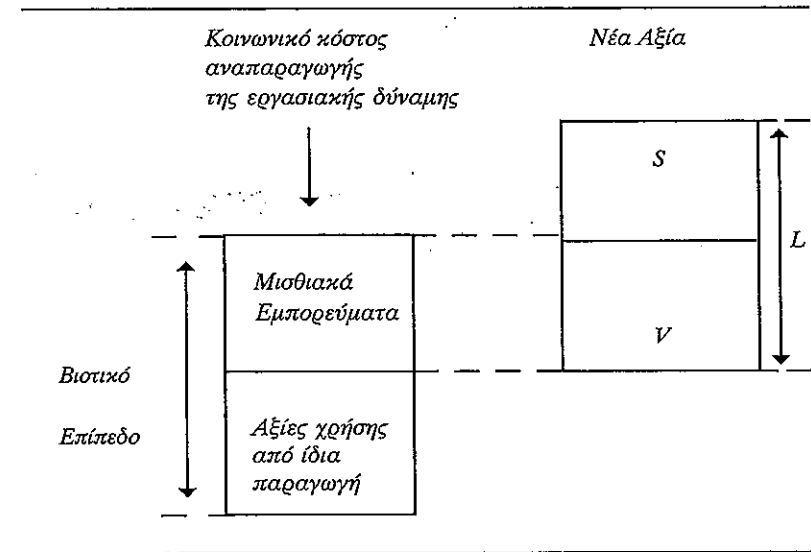 Κοινωνικό κόστος
αναπαραγωγής
της εργασιακής δύναμης
Νέα Αξία
S
L
Μισθιακά
Εμπορεύματα
V
Βιοτικό
Επίπεδο
Αξίες χρήσης
από ίδια
παραγωγή